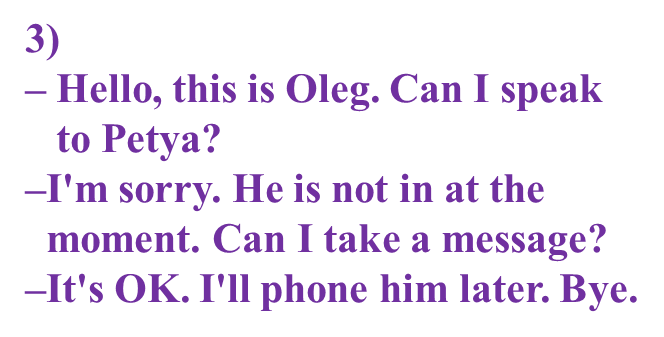 3)
– Hello, this is Oleg. Can I speak
to Petya?
–I'm sorry. He is not in at the
moment. Can I take a message?
–It's OK. I'll phone him later. Bye.